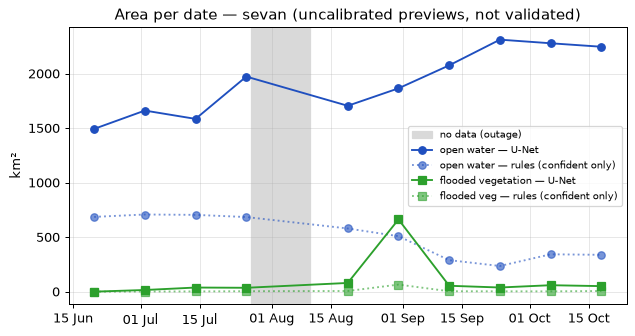 Area per date — sevan (uncalibrated previews, not validated)
km²
2000
1500
1000
500
0
no data (outage)
open water — U-Net
open water — rules (confident only)
flooded vegetation — U-Net
flooded veg — rules (confident only)
15 Jun 01 Jul 15 Jul 01 Aug 15 Aug 01 Sep 15 Sep 01 Oct 15 Oct